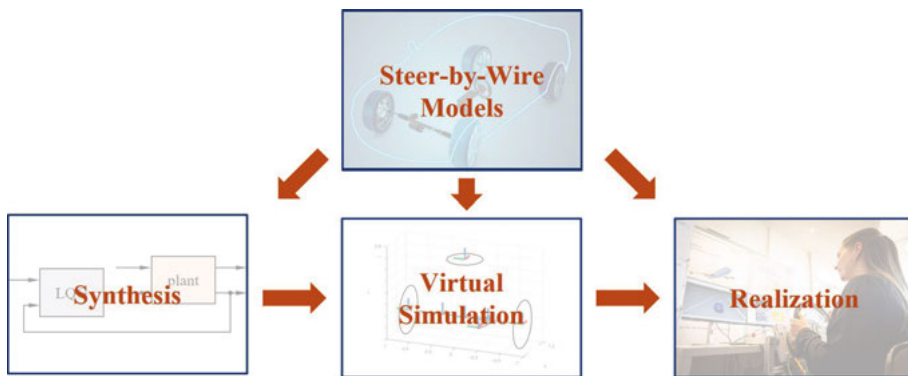 Steer-by-Wire
Models
plant
LQ
Synthesis
Virtual
Simulation
Realization